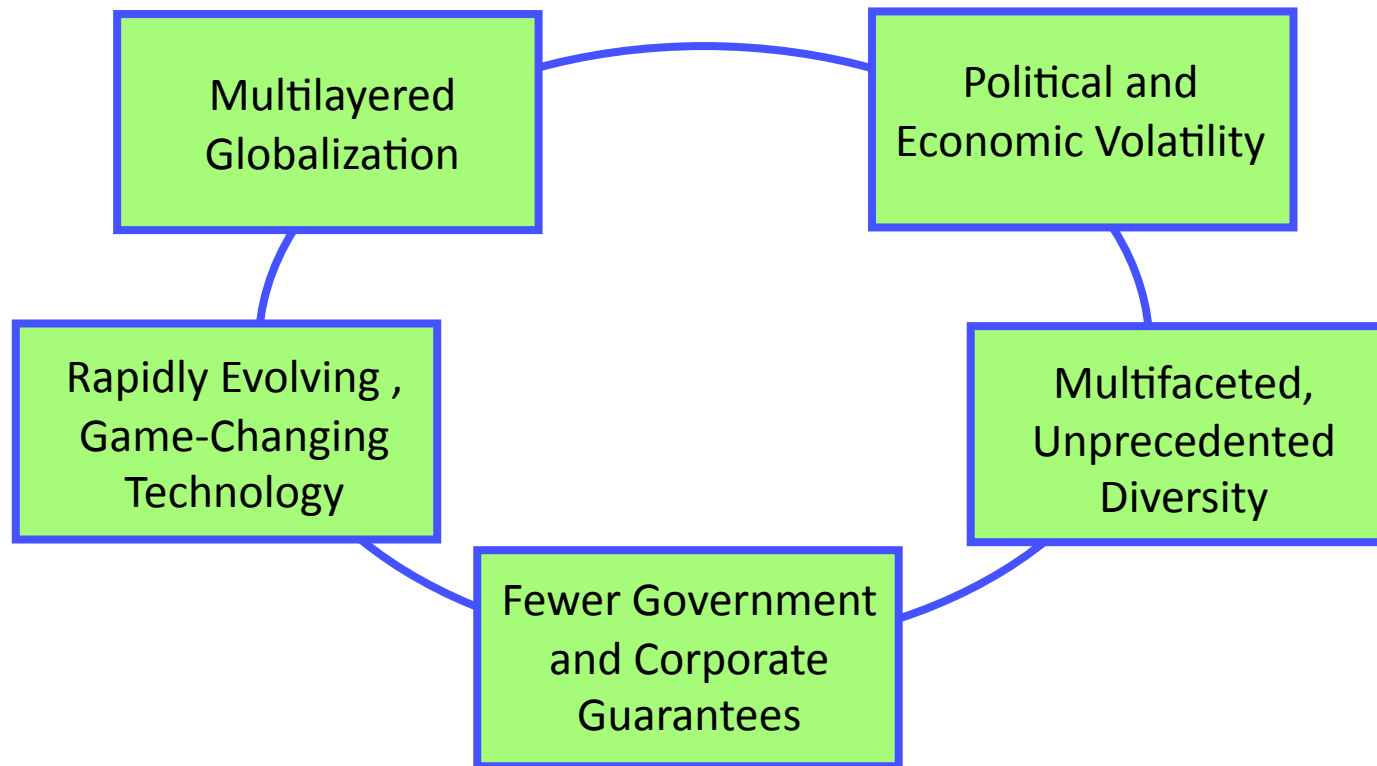 Multilayered
Globalization
Political and
Economic Volatility
Rapidly Evolving ,
Game-Changing
Technology
Multifaceted,
Unprecedented
Diversity
Fewer Government
and Corporate
Guarantees